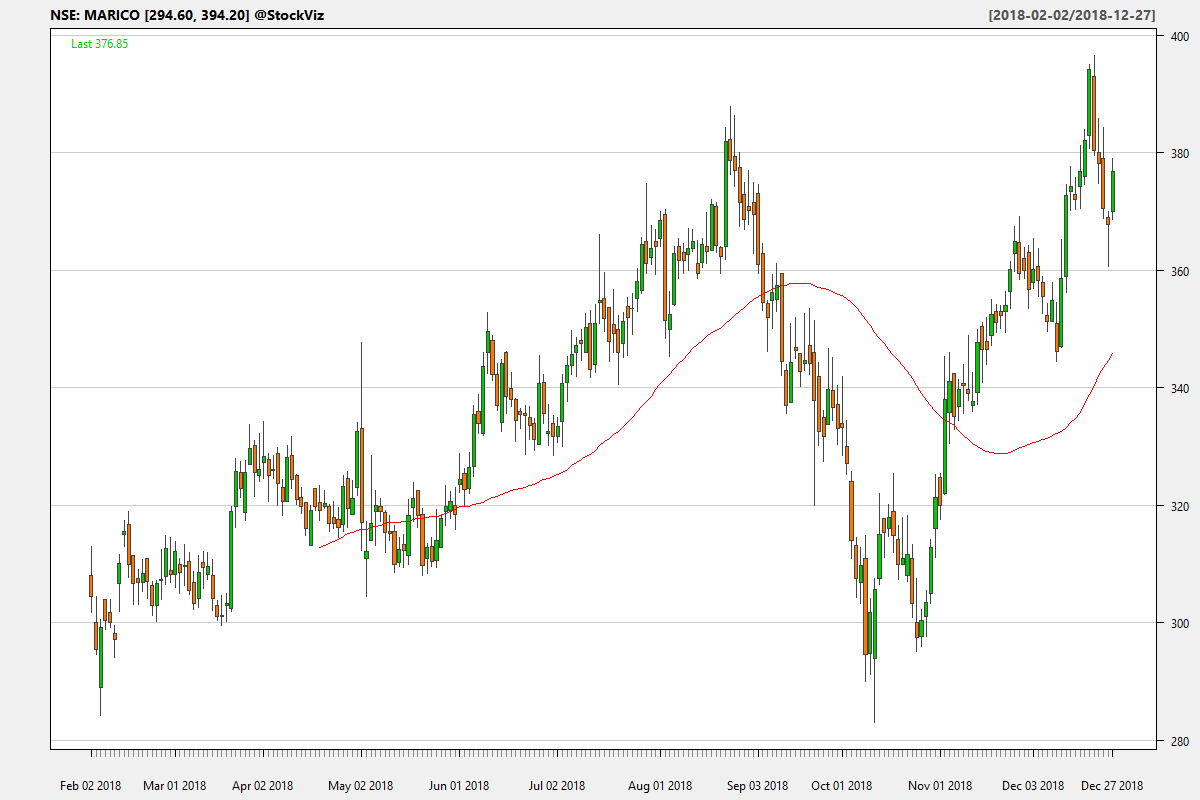 NSE: MARICO [294.60, 394.20] @StockViz
[2018-02-02/2018-12-27]
Last 376.85
400
380
360
340
320
300
280
Feb 02 2018 Mar 01 2018 Apr 02 2018 May 02 2018 Jun 01 2018 Jul 02 2018 Aug 01 2018 Sep 03 2018 Oct 01 2018 Nov 01 2018 Dec 03 2018 Dec 27 2018